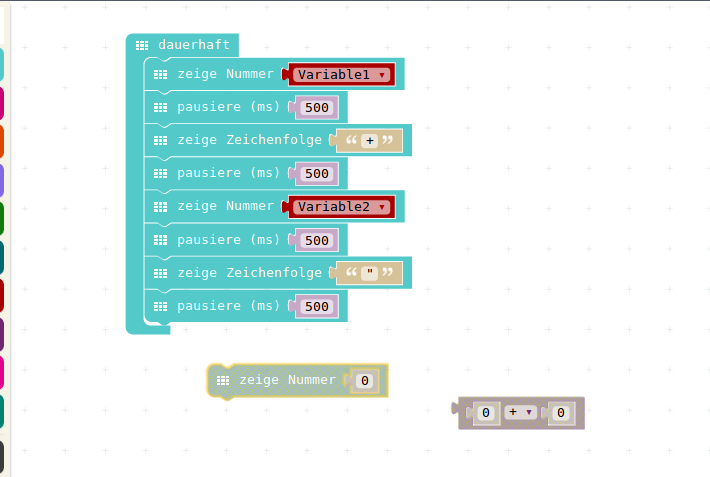 dauerhaft
zeige Nummer Variable1
pausiere (ms) 500
zeige Zeichenfolge “ + ”
pausiere (ms) 500
zeige Nummer Variable2
pausiere (ms) 500
zeige Zeichenfolge “ " ”
pausiere (ms) 500
zeige Nummer 0
0 + 0